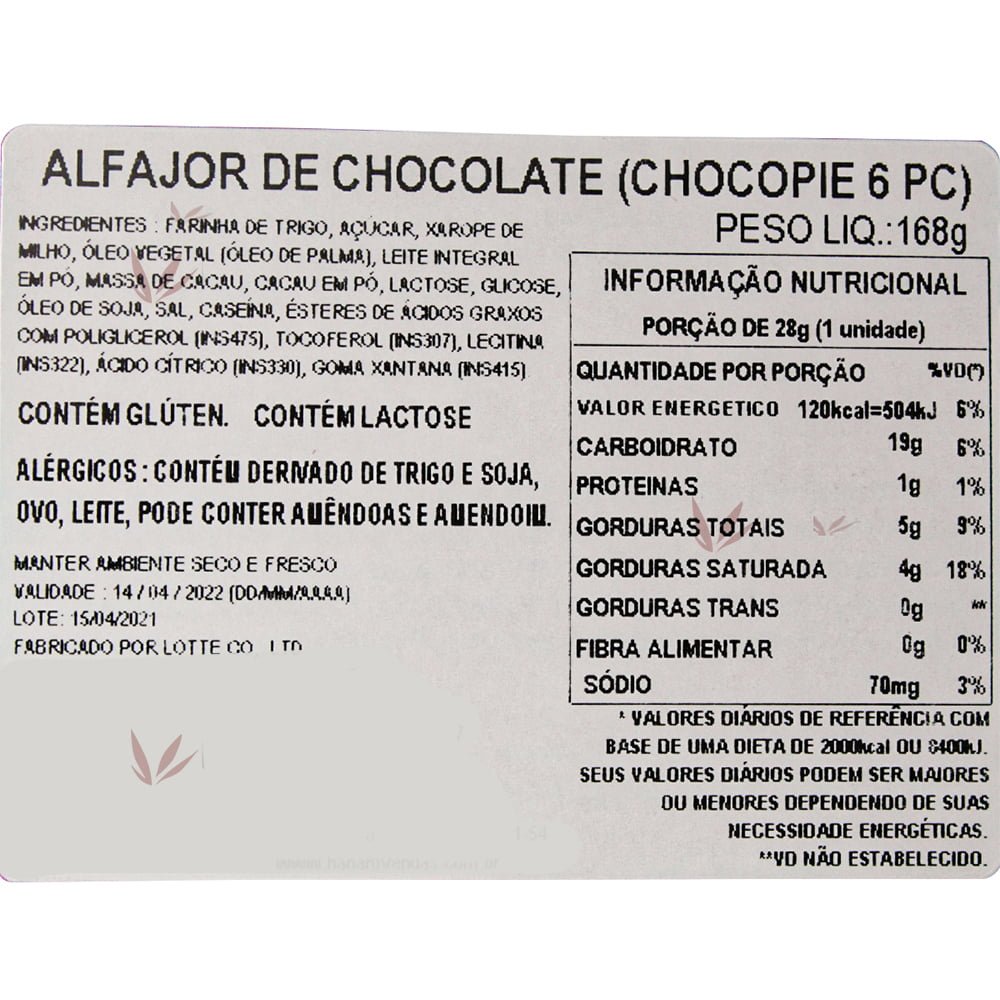 ALFAJOR DE CHOCOLATE (CHOCOPIE 6 PC)
PESO LIQ.:168g
INGREDIENTES : FARINHA DE TRIGO, AÇÚCAR, XAROPE DE
MILHO, ÓLEO VEGETAL (ÓLEO DE PALMA), LEITE INTEGRAL
EM PÓ, MASSA DE CACAU, CACAU EM PÓ, LACTOSE, GLICOSE,
ÓLEO DE SOJA, SAL, CASEÍNA, ÉSTERES DE ÁCIDOS GRAXOS
COM POLIGLICEROL (INS475), TOCOFEROL (INS307), LECITINA
(INS322), ÁCIDO CÍTRICO (INS330), GOMA XANTANA (INS415)
CONTÉM GLÚTEN. CONTÉM LACTOSE
ALÉRGICOS : CONTÉM DERIVADO DE TRIGO E SOJA,
OVO, LEITE, PODE CONTER AMÊNDOAS E AMENDOIM.
MANTER AMBIENTE SECO E FRESCO
VALIDADE : 14 / 04 / 2022 (DD/MM/AAAA)
LOTE: 15/04/2021
FABRICADO POR LOTTE CO., LTD
INFORMAÇÃO NUTRICIONAL
PORÇÃO DE 28g (1 unidade)
QUANTIDADE POR PORÇÃO %VD(*)
VALOR ENERGETICO 120kcal=504kJ 6%
CARBOIDRATO 19g 6%
PROTEINAS 1g 1%
GORDURAS TOTAIS 5g 9%
GORDURAS SATURADA 4g 18%
GORDURAS TRANS 0g **
FIBRA ALIMENTAR 0g 0%
SÓDIO 70mg 3%
* VALORES DIÁRIOS DE REFERÊNCIA COM
BASE DE UMA DIETA DE 2000kcal OU 8400kJ.
SEUS VALORES DIÁRIOS PODEM SER MAIORES
OU MENORES DEPENDENDO DE SUAS
NECESSIDADE ENERGÉTICAS.
**VD NÃO ESTABELECIDO.